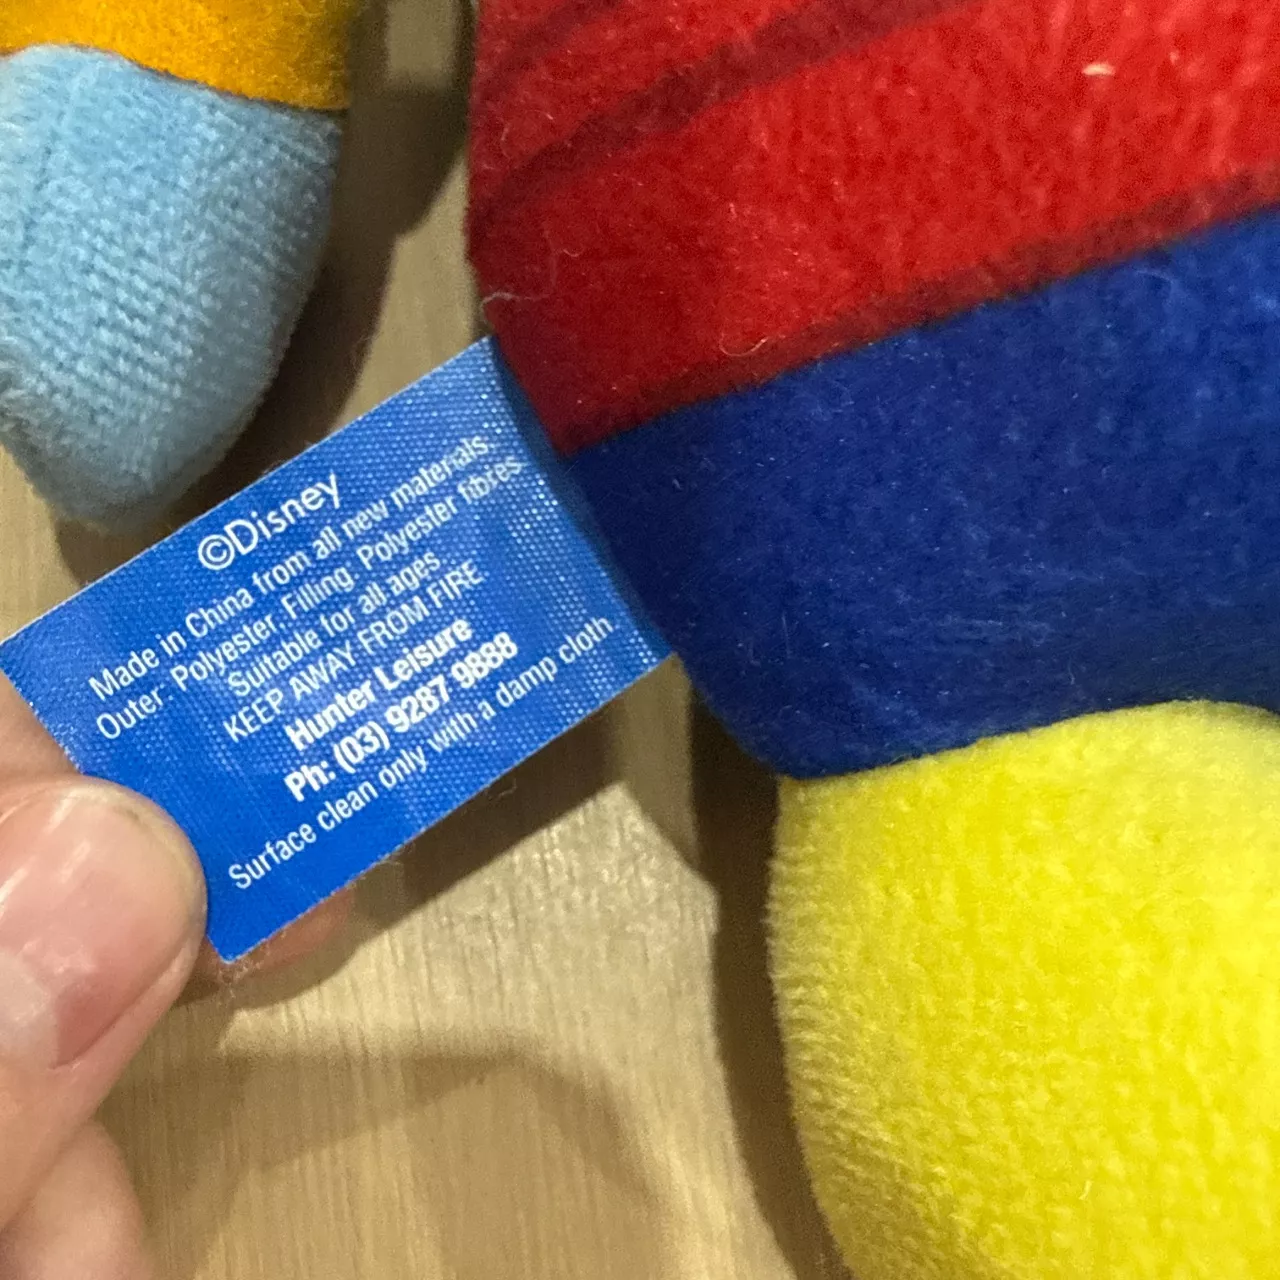 ©Disney
Made in China from all new materials.
Outer: Polyester. Filling: Polyester fibres
Suitable for all ages
KEEP AWAY FROM FIRE
Hunter Leisure
Ph: (03) 9287 9888
Surface clean only with a damp cloth